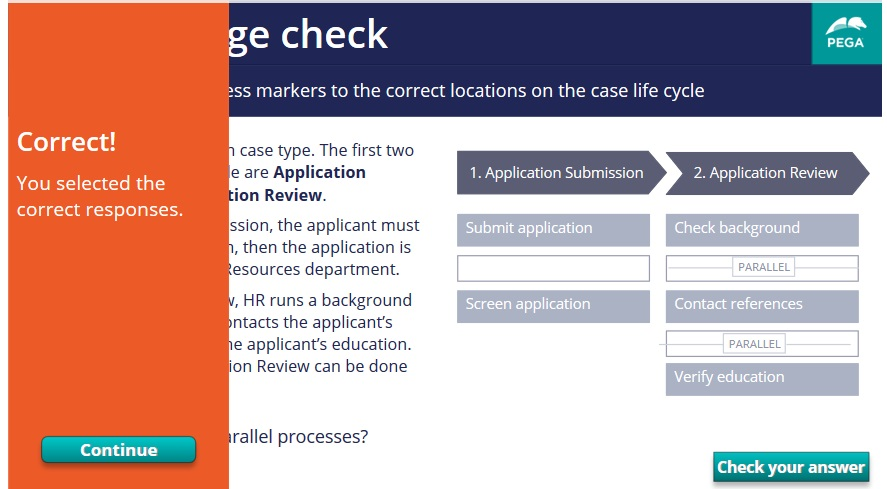 ge check
PEGA
ess markers to the correct locations on the case life cycle
Correct!
You selected the
correct responses.
Continue
case type. The first two
le are Application
tion Review.
ssion, the applicant must
, then the application is
Resources department.
, HR runs a background
ontacts the applicant's
he applicant's education.
ion Review can be done
arallel processes?
1. Application Submission
2. Application Review
Submit application
Check background
PARALLEL
Screen application
Contact references
PARALLEL
Verify education
Check your answer